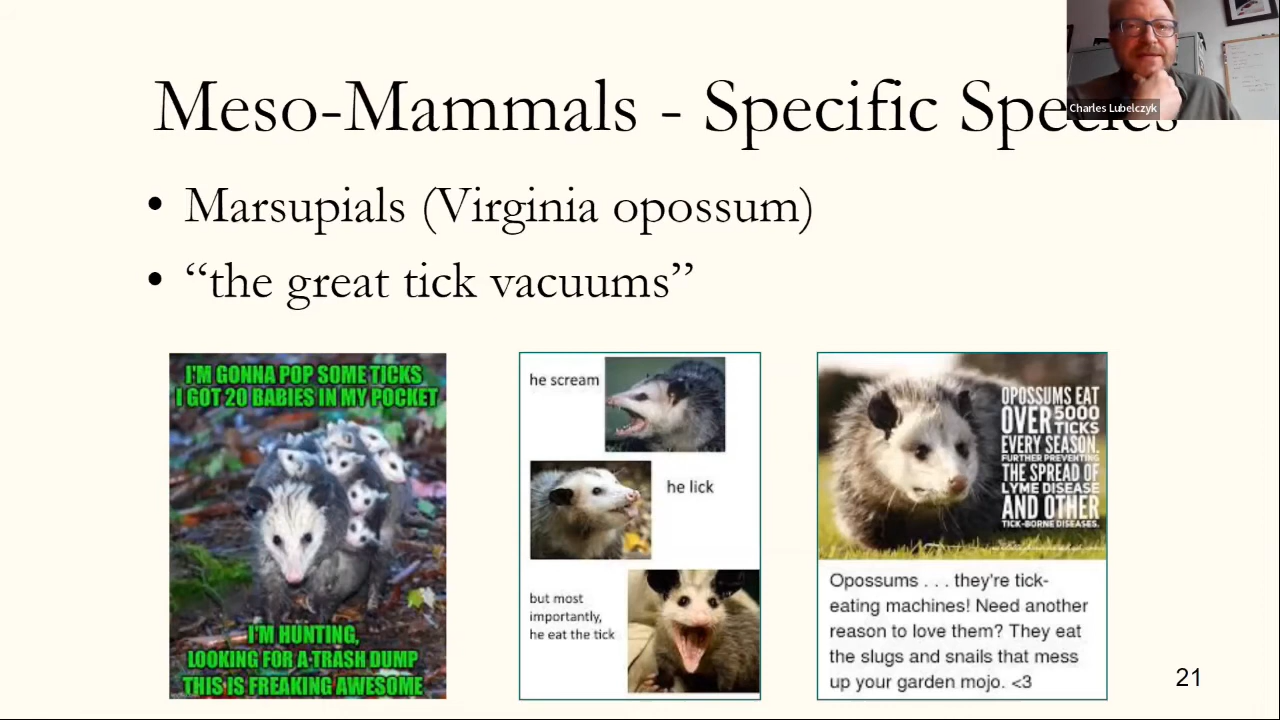 Meso-Mammals - Specific Species
Charles Lubelczyk
• Marsupials (Virginia opossum)
• “the great tick vacuums”
I'M GONNA POP SOME TICKS
I GOT 20 BABIES IN MY POCKET
I'M HUNTING,
LOOKING FOR A TRASH DUMP
THIS IS FREAKING AWESOME
he scream
he lick
but most
importantly,
he eat the tick
OPOSSUMS EAT
OVER 5000
TICKS
EVERY SEASON.
FURTHER PREVENTING
THE SPREAD OF
LYME DISEASE
AND OTHER
TICK-BORNE DISEASES.
Opossums . . . they're tick-
eating machines! Need another
reason to love them? They eat
the slugs and snails that mess
up your garden mojo. <3
21